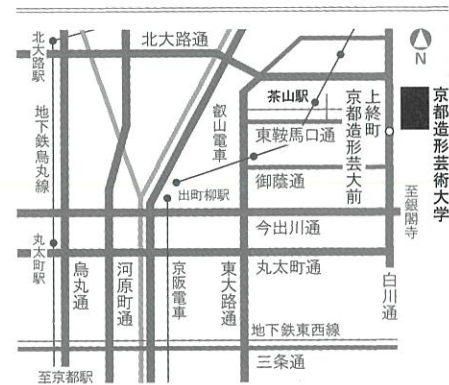 北大路通
北大路駅
N
地下鉄烏丸線
叡山電車
茶山駅
上終町
京都造形芸大前
京都造形芸術大学
東鞍馬口通
御蔭通
出町柳駅
至銀閣寺
今出川通
丸太町駅
丸太町通
烏丸通
河原町通
京阪電車
東大路通
白川通
地下鉄東西線
三条通
至京都駅